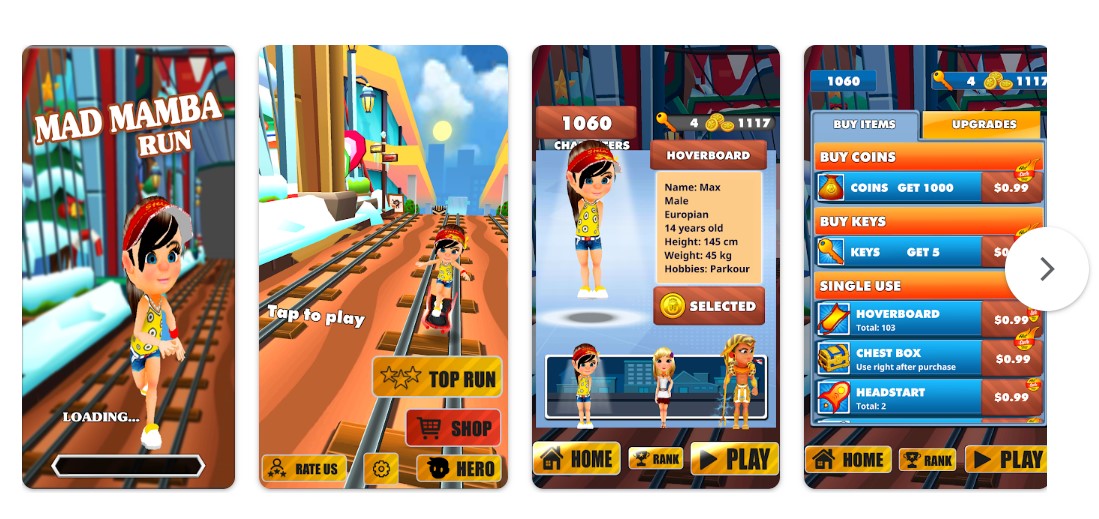 MAD MAMBA
RUN
LOADING...
Tap to play
TOP RUN
SHOP
RATE US
HERO
1060
4
1117
HOVERBOARD
Name: Max
Male
Europian
14 years old
Height: 145 cm
Weight: 45 kg
Hobbies: Parkour
SELECTED
HOME
RANK
PLAY
1060
4
1117
BUY ITEMS
UPGRADES
BUY COINS
COINS GET 1000
$0.99
BUY KEYS
KEYS GET 5
SINGLE USE
HOVERBOARD
Total: 103
$0.99
CHEST BOX
Use right after purchase
$0.99
HEADSTART
Total: 2
$0.99
HOME
RANK
PLAY